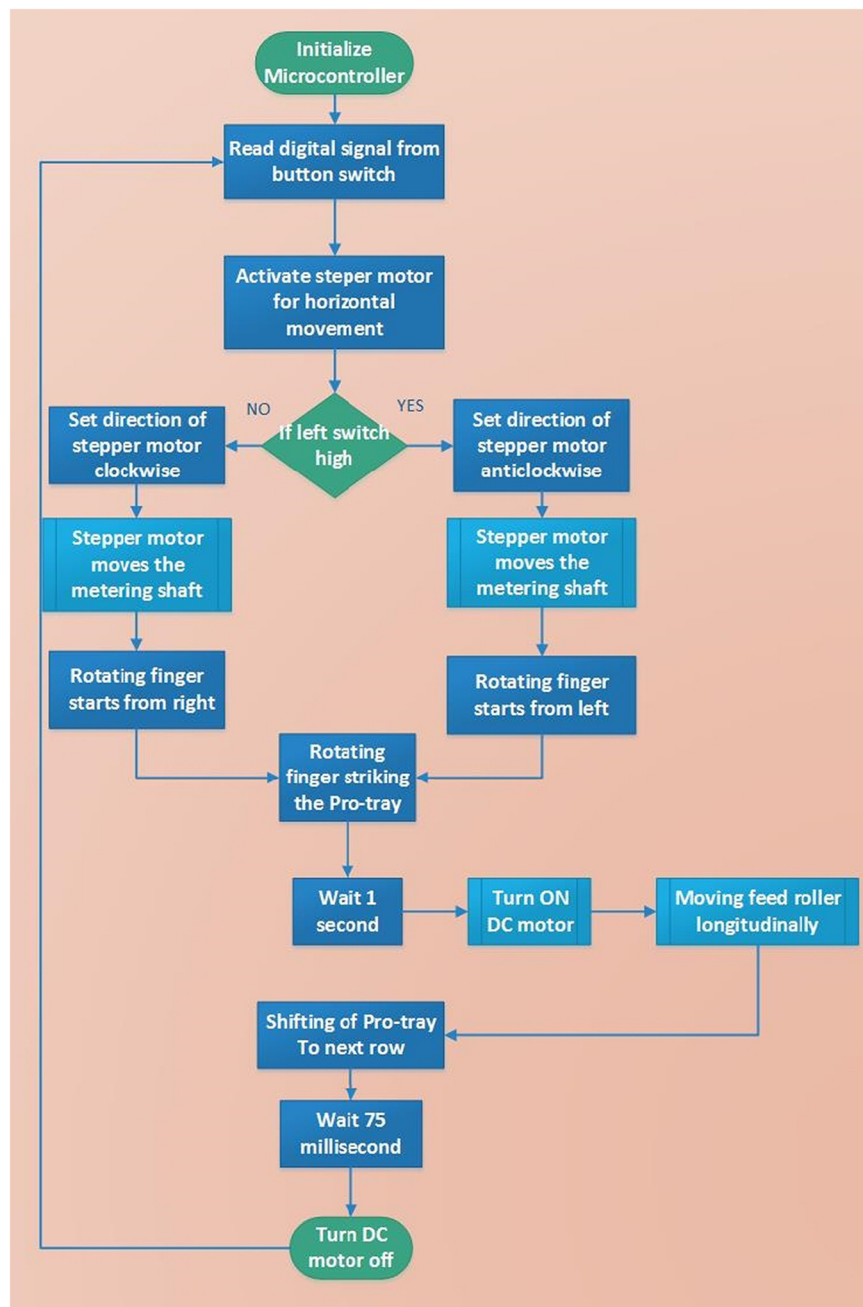 Initialize
Microcontroller
Read digital signal from
button switch
Activate steper motor
for horizontal
movement
NO
YES
If left switch
high
Set direction of
stepper motor
clockwise
Set direction of
stepper motor
anticlockwise
Stepper motor
moves the
metering shaft
Stepper motor
moves the
metering shaft
Rotating finger
starts from right
Rotating finger
starts from left
Rotating
finger striking
the Pro-tray
Wait 1
second
Turn ON
DC motor
Moving feed roller
longitudinally
Shifting of Pro-tray
To next row
Wait 75
millisecond
Turn DC
motor off